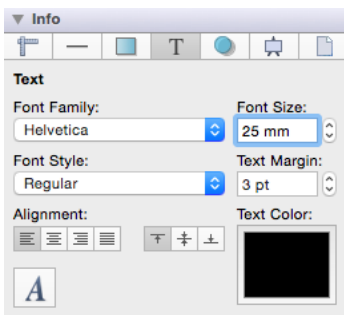 Info
T
Text
Font Family: Font Size:
Helvetica 25 mm
Font Style: Text Margin:
Regular 3 pt
Alignment: Text Color:
A